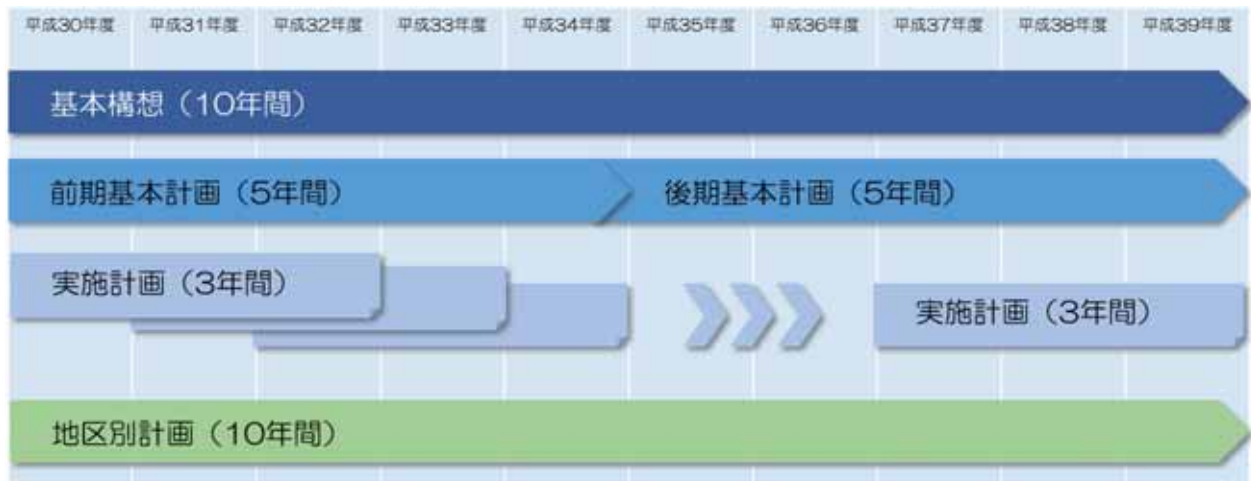 平成30年度 平成31年度 平成32年度 平成33年度 平成34年度 平成35年度 平成36年度 平成37年度 平成38年度 平成39年度
基本構想（10年間）
前期基本計画（5年間） 後期基本計画（5年間）
実施計画（3年間） 実施計画（3年間）
地区別計画（10年間）